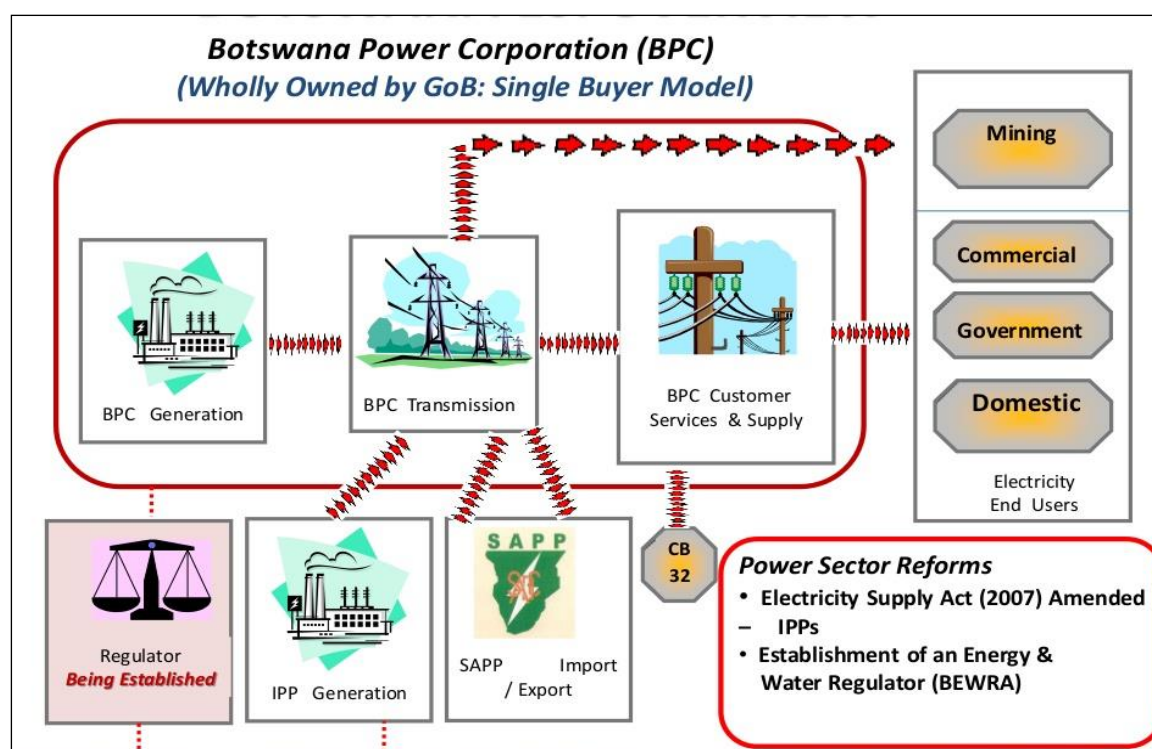 Botswana Power Corporation (BPC)
(Wholly Owned by GoB: Single Buyer Model)
Mining
Commercial
Government
Domestic
Electricity
End Users
BPC Generation
BPC Transmission
BPC Customer
Services & Supply
Regulator
Being Established
IPP Generation
SAPP
SAPP Import
/ Export
CB
32
Power Sector Reforms
• Electricity Supply Act (2007) Amended
– IPPs
• Establishment of an Energy &
Water Regulator (BEWRA)